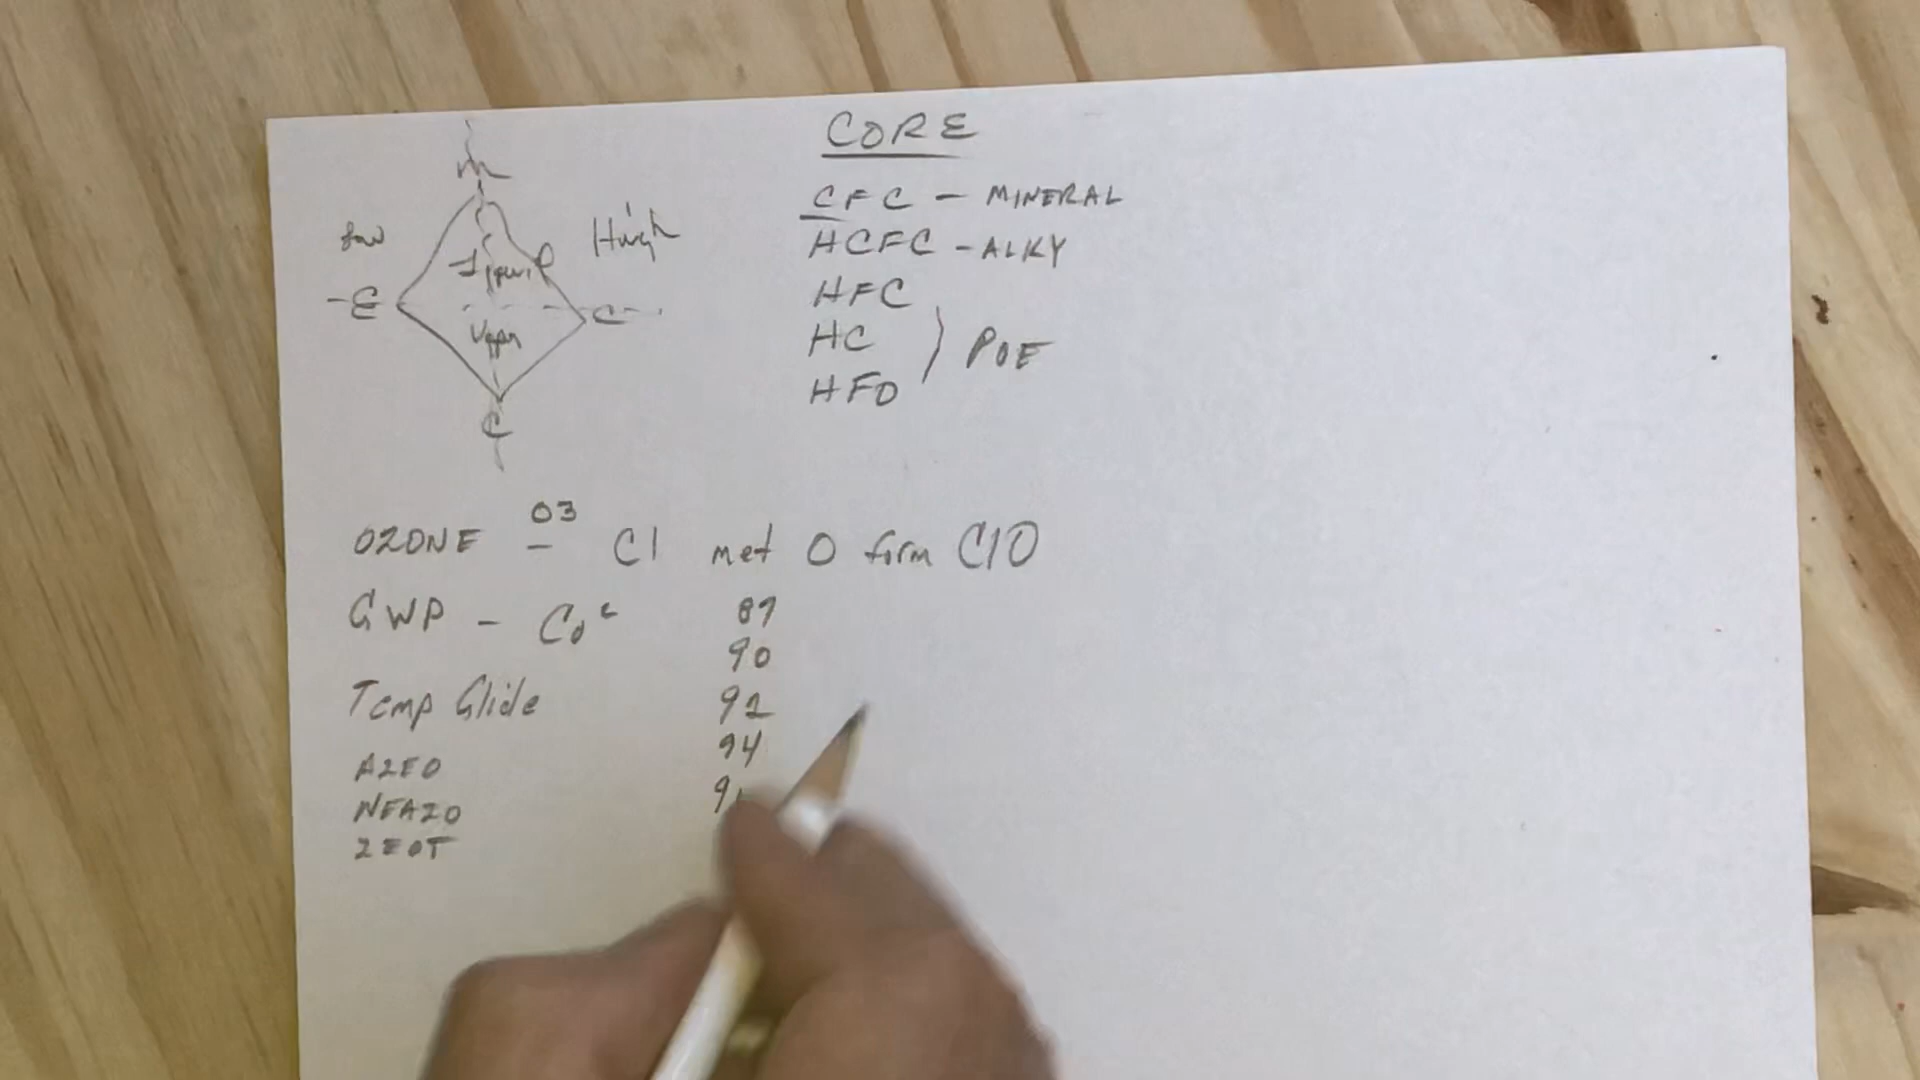 CORE
CFC - MINERAL
HCFC - ALKY
HFC
HC
HFO
} POE
m
Low
High
Liquid
-E
C
Vapor
C
OZONE - O3 Cl met O form ClO
GWP - Co2
Temp Glide
AZEO
NEAZO
ZEOT
87
90
92
94
9